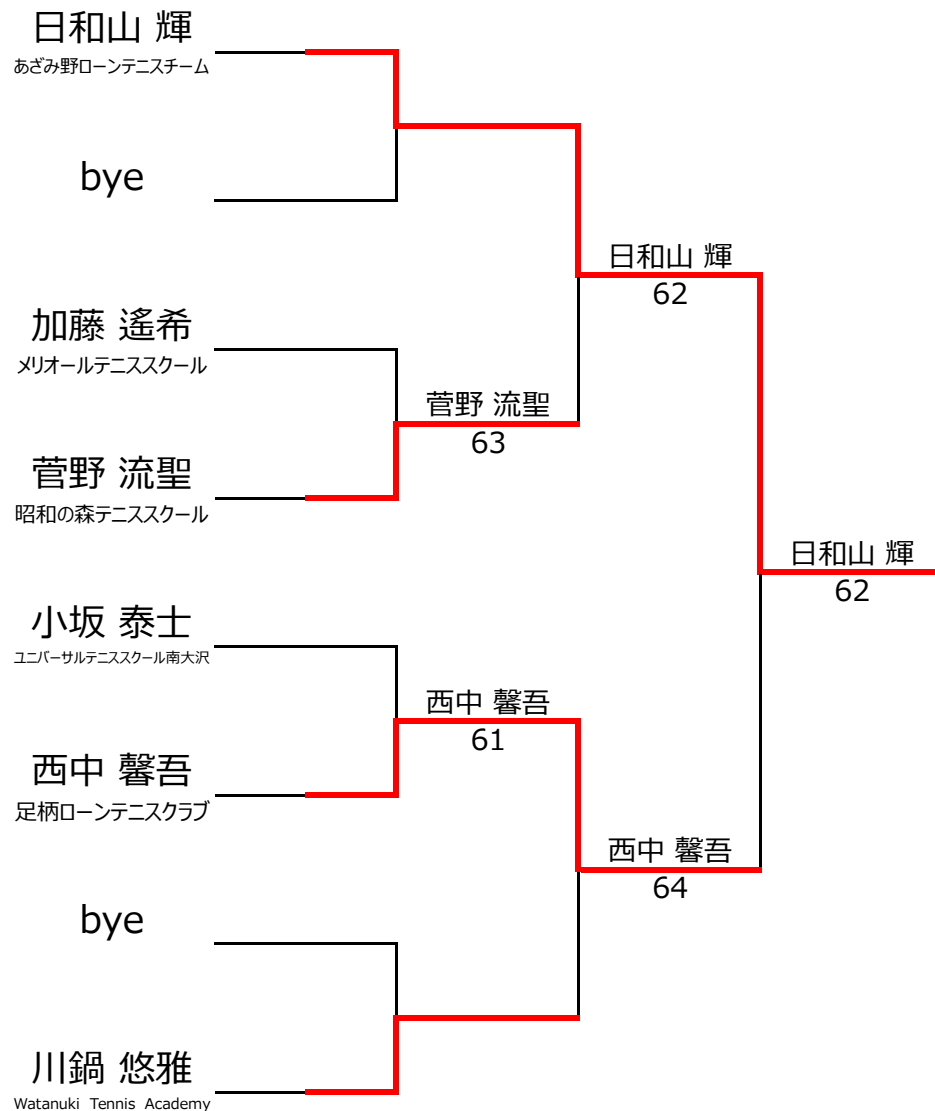 日和山 輝
あざみ野ローンテニスチーム
bye
加藤 遙希
メリオールテニススクール
菅野 流聖
昭和の森テニススクール
小坂 泰士
ユニバーサルテニススクール南大沢
西中 馨吾
足柄ローンテニスクラブ
bye
川鍋 悠雅
Watanuki Tennis Academy
菅野 流聖
63
西中 馨吾
61
日和山 輝
62
西中 馨吾
64
日和山 輝
62